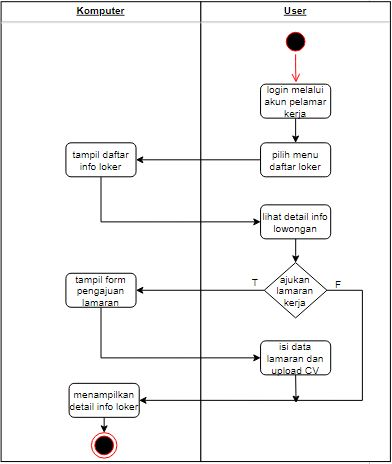 Komputer
User
login melalui
akun pelamar
kerja
tampil daftar
info loker
pilih menu
daftar loker
lihat detail info
lowongan
tampil form
pengajuan
lamaran
T
ajukan
lamaran
kerja
F
isi data
lamaran dan
upload CV
menampilkan
detail info loker